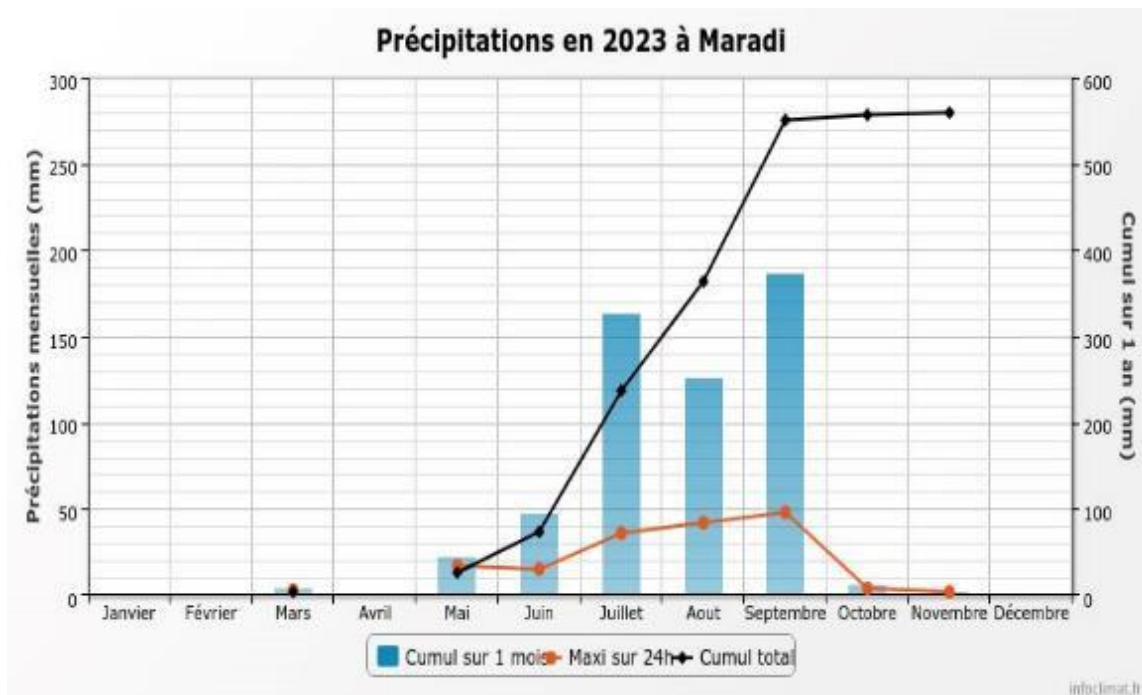 Précipitations en 2023 à Maradi
Précipitations mensuelles (mm)
300
250
200
150
100
50
0
Cumul sur 1 an (mm)
600
500
400
300
200
100
0
Janvier Février Mars Avril Mai Juin Juillet Aout Septembre Octobre Novembre Décembre
Cumul sur 1 mois Maxi sur 24h Cumul total